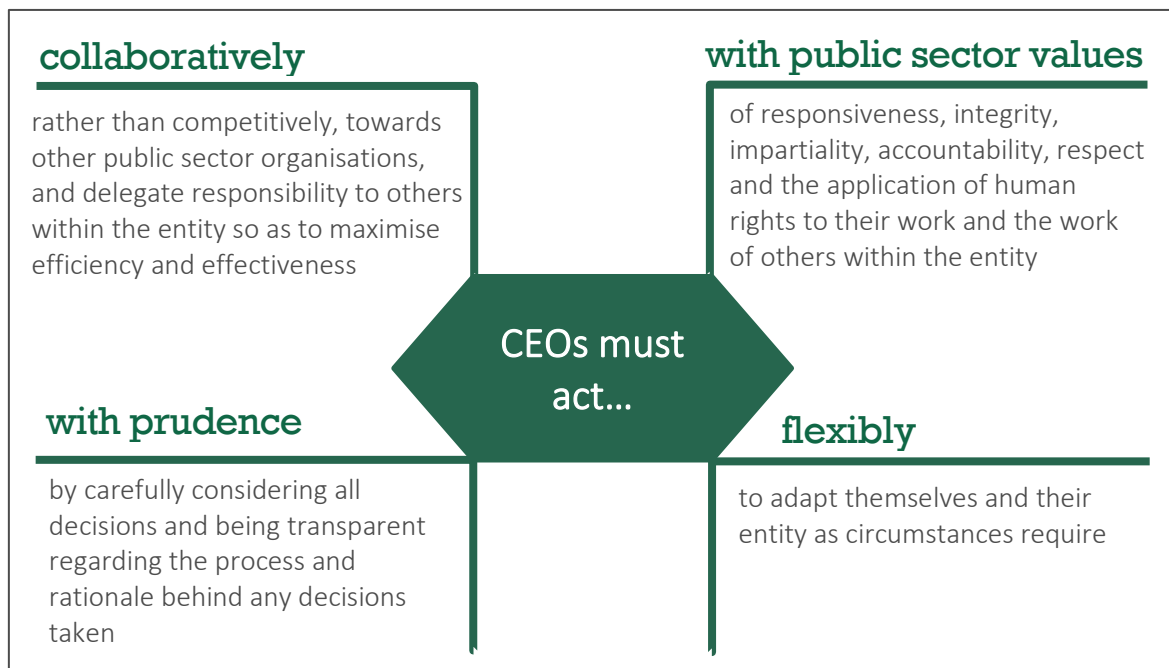 collaboratively
rather than competitively, towards
other public sector organisations,
and delegate responsibility to others
within the entity so as to maximise
efficiency and effectiveness
with public sector values
of responsiveness, integrity,
impartiality, accountability, respect
and the application of human
rights to their work and the work
of others within the entity
CEOs must
act...
with prudence
by carefully considering all
decisions and being transparent
regarding the process and
rationale behind any decisions
taken
flexibly
to adapt themselves and their
entity as circumstances require